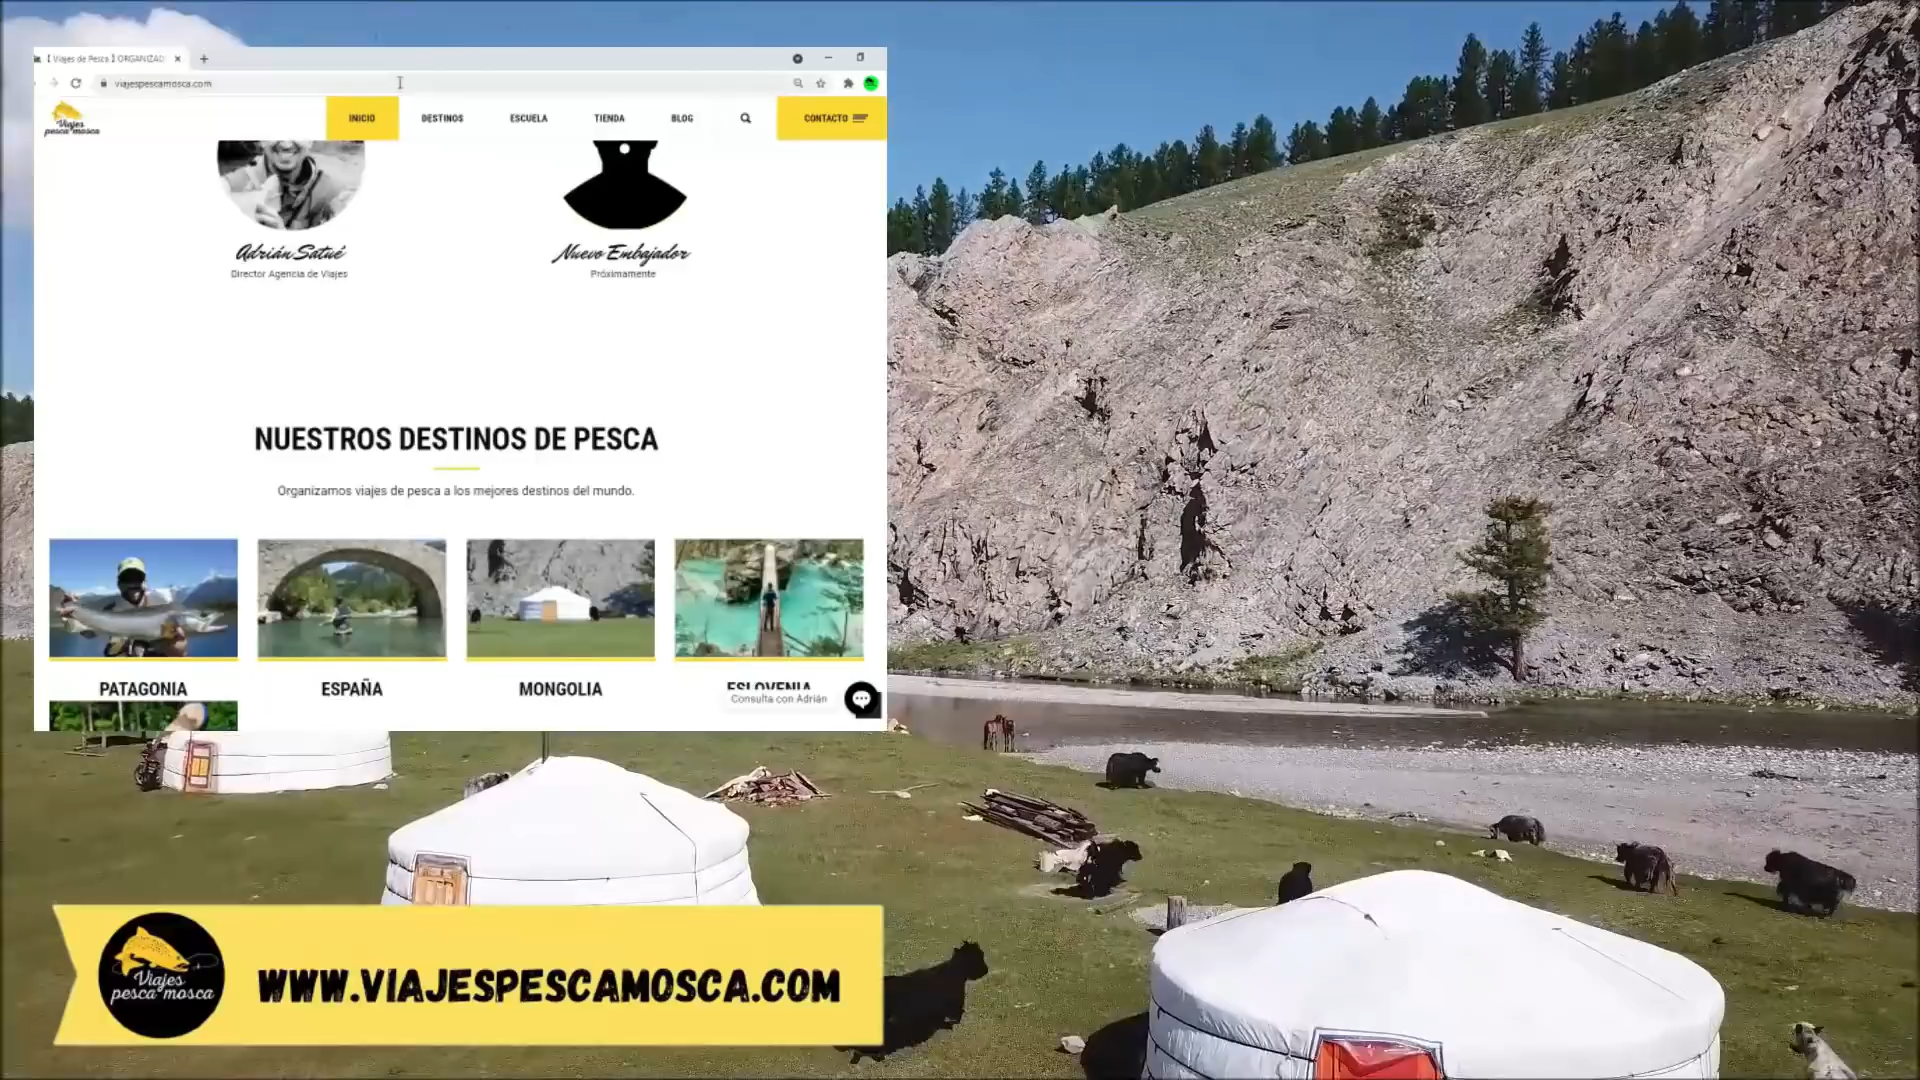 【 Viajes de Pesca 】ORGANIZAD
viajespescamosca.com
Viajes
pesca mosca
INICIO
DESTINOS
ESCUELA
TIENDA
BLOG
CONTACTO
Adrián Satué
Director Agencia de Viajes
Nuevo Embajador
Próximamente
NUESTROS DESTINOS DE PESCA
Organizamos viajes de pesca a los mejores destinos del mundo.
PATAGONIA
ESPAÑA
MONGOLIA
ESLOVENIA
Consulta con Adrián
Viajes
pesca mosca
WWW.VIAJESPESCAMOSCA.COM